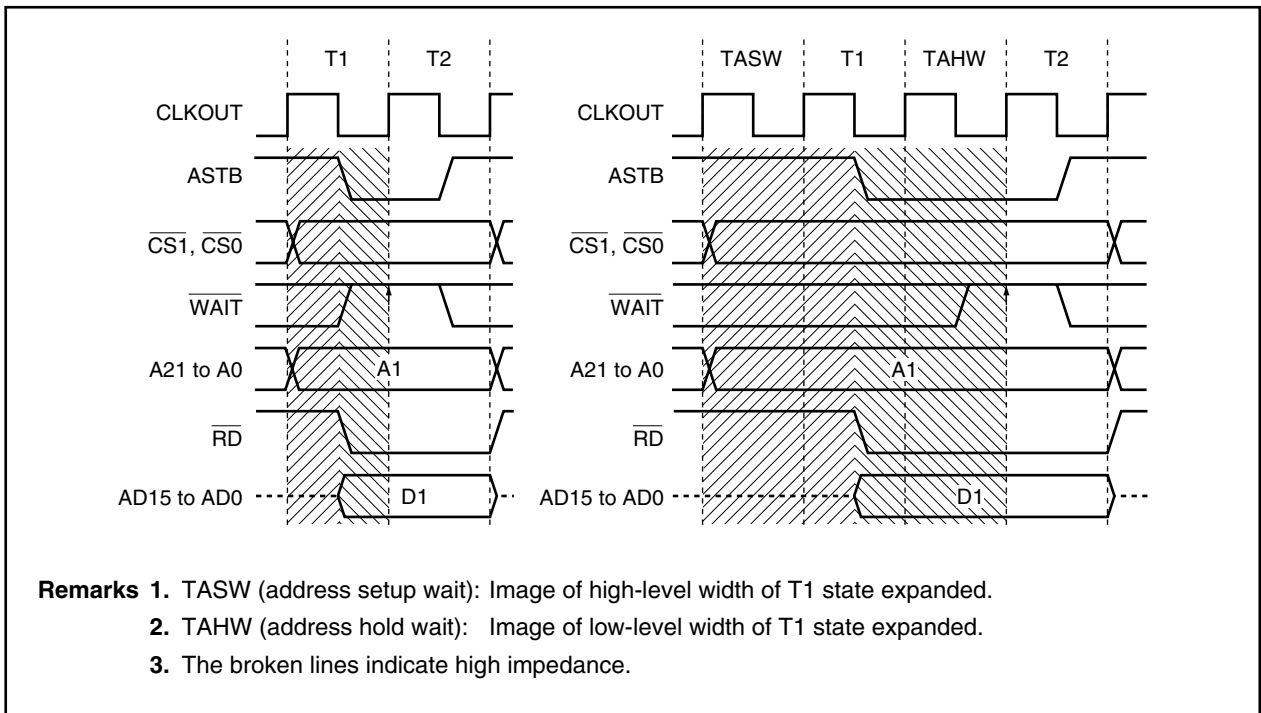 T1 T2
CLKOUT
ASTB
CS1, CS0
WAIT
A21 to A0 A1
RD
AD15 to AD0 D1
TASW T1 TAHW T2
CLKOUT
ASTB
CS1, CS0
WAIT
A21 to A0 A1
RD
AD15 to AD0 D1
Remarks 1. TASW (address setup wait): Image of high-level width of T1 state expanded.
2. TAHW (address hold wait): Image of low-level width of T1 state expanded.
3. The broken lines indicate high impedance.